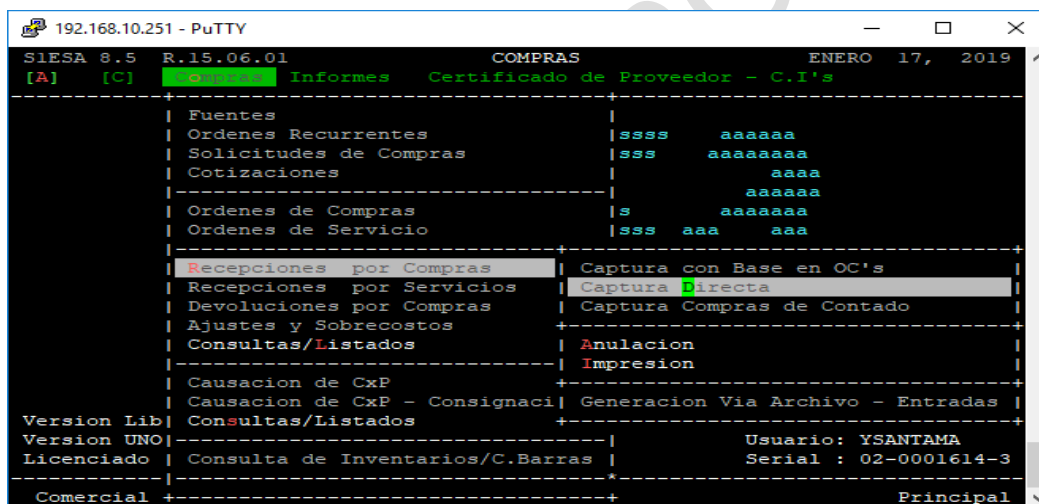 192.168.10.251 - PuTTY
S1ESA 8.5 R.15.06.01 COMPRAS ENERO 17, 2019
[A] [C] Compras Informes Certificado de Proveedor - C.I's
Fuentes
Ordenes Recurrentes ssss aaaaaa
Solicitudes de Compras sss aaaaaaaa
Cotizaciones aaaa
aaaaaa
Ordenes de Compras s aaaaaaa
Ordenes de Servicio sss aaa aaa
Recepciones por Compras Captura con Base en OC's
Recepciones por Servicios Captura Directa
Devoluciones por Compras Captura Compras de Contado
Ajustes y Sobrecostos
Consultas/Listados Anulacion
Impresion
Causacion de CxP
Causacion de CxP - Consignaci Generacion Via Archivo - Entradas
Version Lib Consultas/Listados
Version UNO Usuario: YSANTAMA
Licenciado Consulta de Inventarios/C.Barras Serial : 02-0001614-3
Comercial Principal